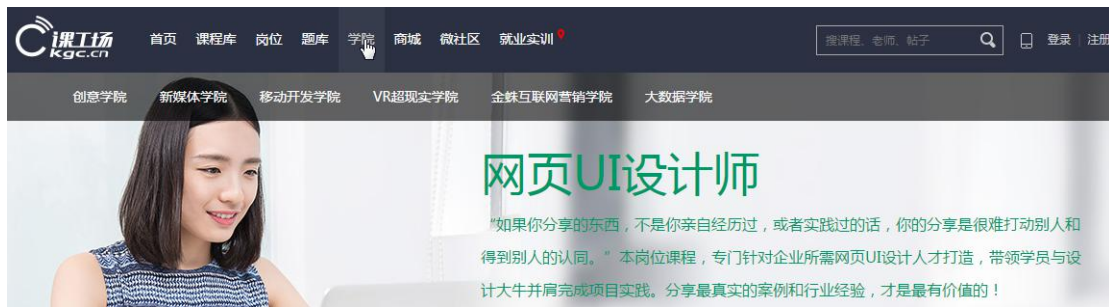 课工场
kgc.cn
首页 课程库 岗位 题库 学院 商城 微社区 就业实训
搜课程、老师、帖子
登录 注册
创意学院 新媒体学院 移动开发学院 VR超现实学院 金蛛互联网营销学院 大数据学院
网页UI设计师
“如果你分享的东西，不是你亲自经历过，或者实践过的话，你的分享是很难打动别人和
得到别人的认同。”本岗位课程，专门针对企业所需网页UI设计人才打造，带领学员与设
计大牛并肩完成项目实践。分享最真实的案例和行业经验，才是最有价值的！